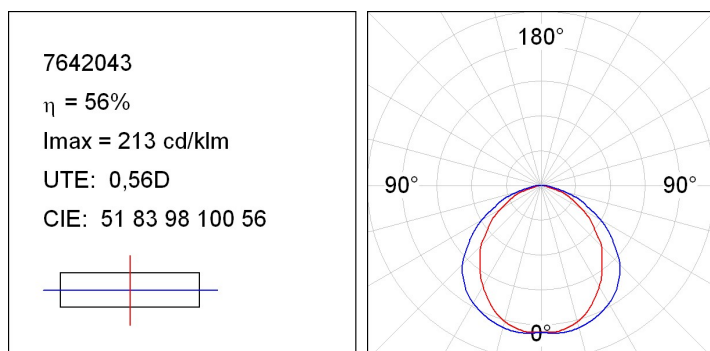 7642043
η = 56%
Imax = 213 cd/klm
UTE: 0,56D
CIE: 51 83 98 100 56
180°
90° 90°
0°